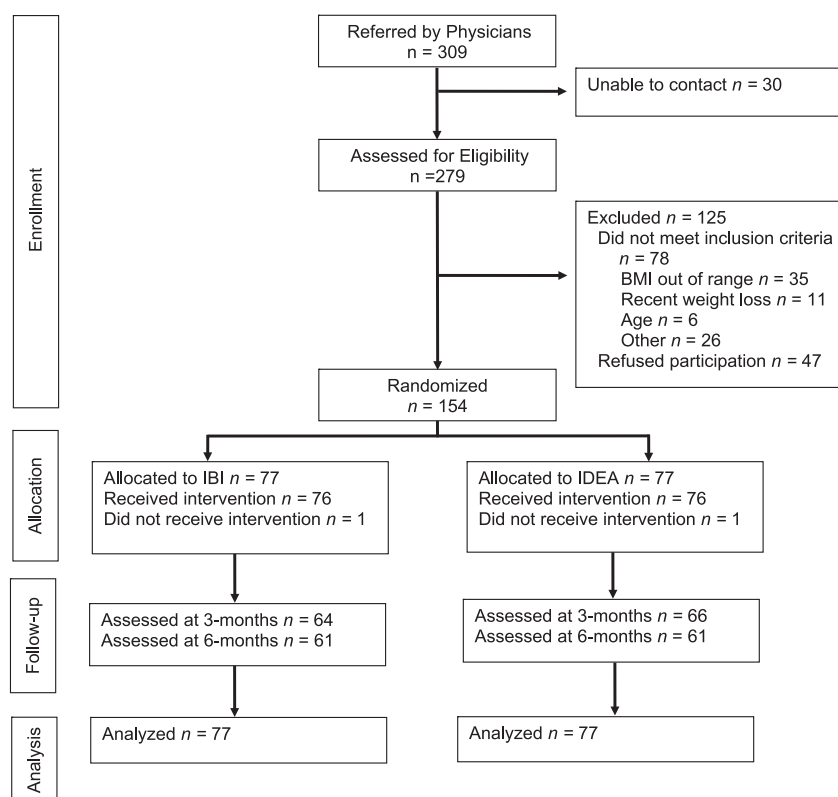 Enrollment
Referred by Physicians
n = 309
Unable to contact n = 30
Assessed for Eligibility
n =279
Excluded n = 125
Did not meet inclusion criteria
n = 78
BMI out of range n = 35
Recent weight loss n = 11
Age n = 6
Other n = 26
Refused participation n = 47
Randomized
n = 154
Allocation
Allocated to IBI n = 77
Received intervention n = 76
Did not receive intervention n = 1
Allocated to IDEA n = 77
Received intervention n = 76
Did not receive intervention n = 1
Follow-up
Assessed at 3-months n = 64
Assessed at 6-months n = 61
Assessed at 3-months n = 66
Assessed at 6-months n = 61
Analysis
Analyzed n = 77
Analyzed n = 77